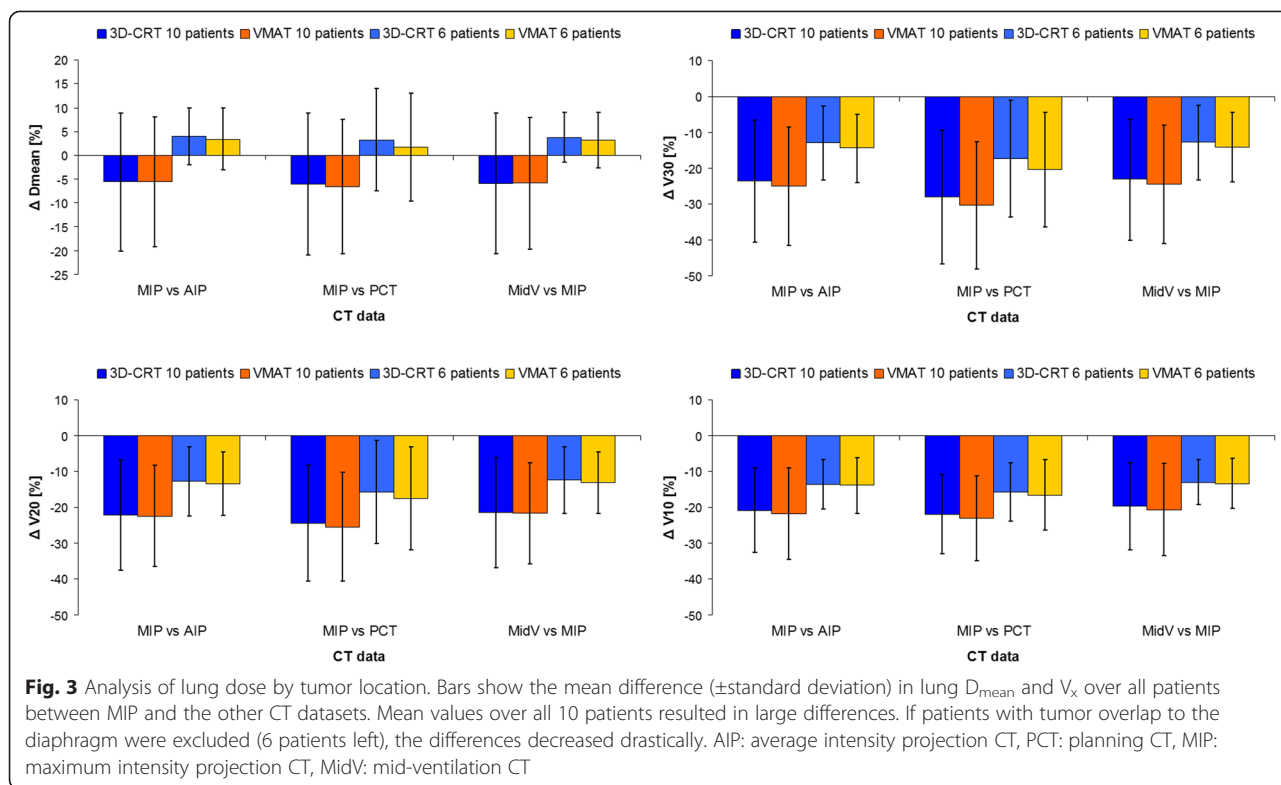 3D-CRT 10 patients VMAT 10 patients 3D-CRT 6 patients VMAT 6 patients
20
15
10
5
0
-5
-10
-15
-20
-25
Δ Dmean [%]
MIP vs AIP MIP vs PCT MidV vs MIP
CT data
3D-CRT 10 patients VMAT 10 patients 3D-CRT 6 patients VMAT 6 patients
10
0
-10
-20
-30
-40
-50
Δ V30 [%]
MIP vs AIP MIP vs PCT MidV vs MIP
CT data
3D-CRT 10 patients VMAT 10 patients 3D-CRT 6 patients VMAT 6 patients
10
0
-10
-20
-30
-40
-50
Δ V20 [%]
MIP vs AIP MIP vs PCT MidV vs MIP
CT data
3D-CRT 10 patients VMAT 10 patients 3D-CRT 6 patients VMAT 6 patients
10
0
-10
-20
-30
-40
-50
Δ V10 [%]
MIP vs AIP MIP vs PCT MidV vs MIP
CT data
Fig. 3 Analysis of lung dose by tumor location. Bars show the mean difference (±standard deviation) in lung Dmean and Vx over all patients
between MIP and the other CT datasets. Mean values over all 10 patients resulted in large differences. If patients with tumor overlap to the
diaphragm were excluded (6 patients left), the differences decreased drastically. AIP: average intensity projection CT, PCT: planning CT, MIP:
maximum intensity projection CT, MidV: mid-ventilation CT